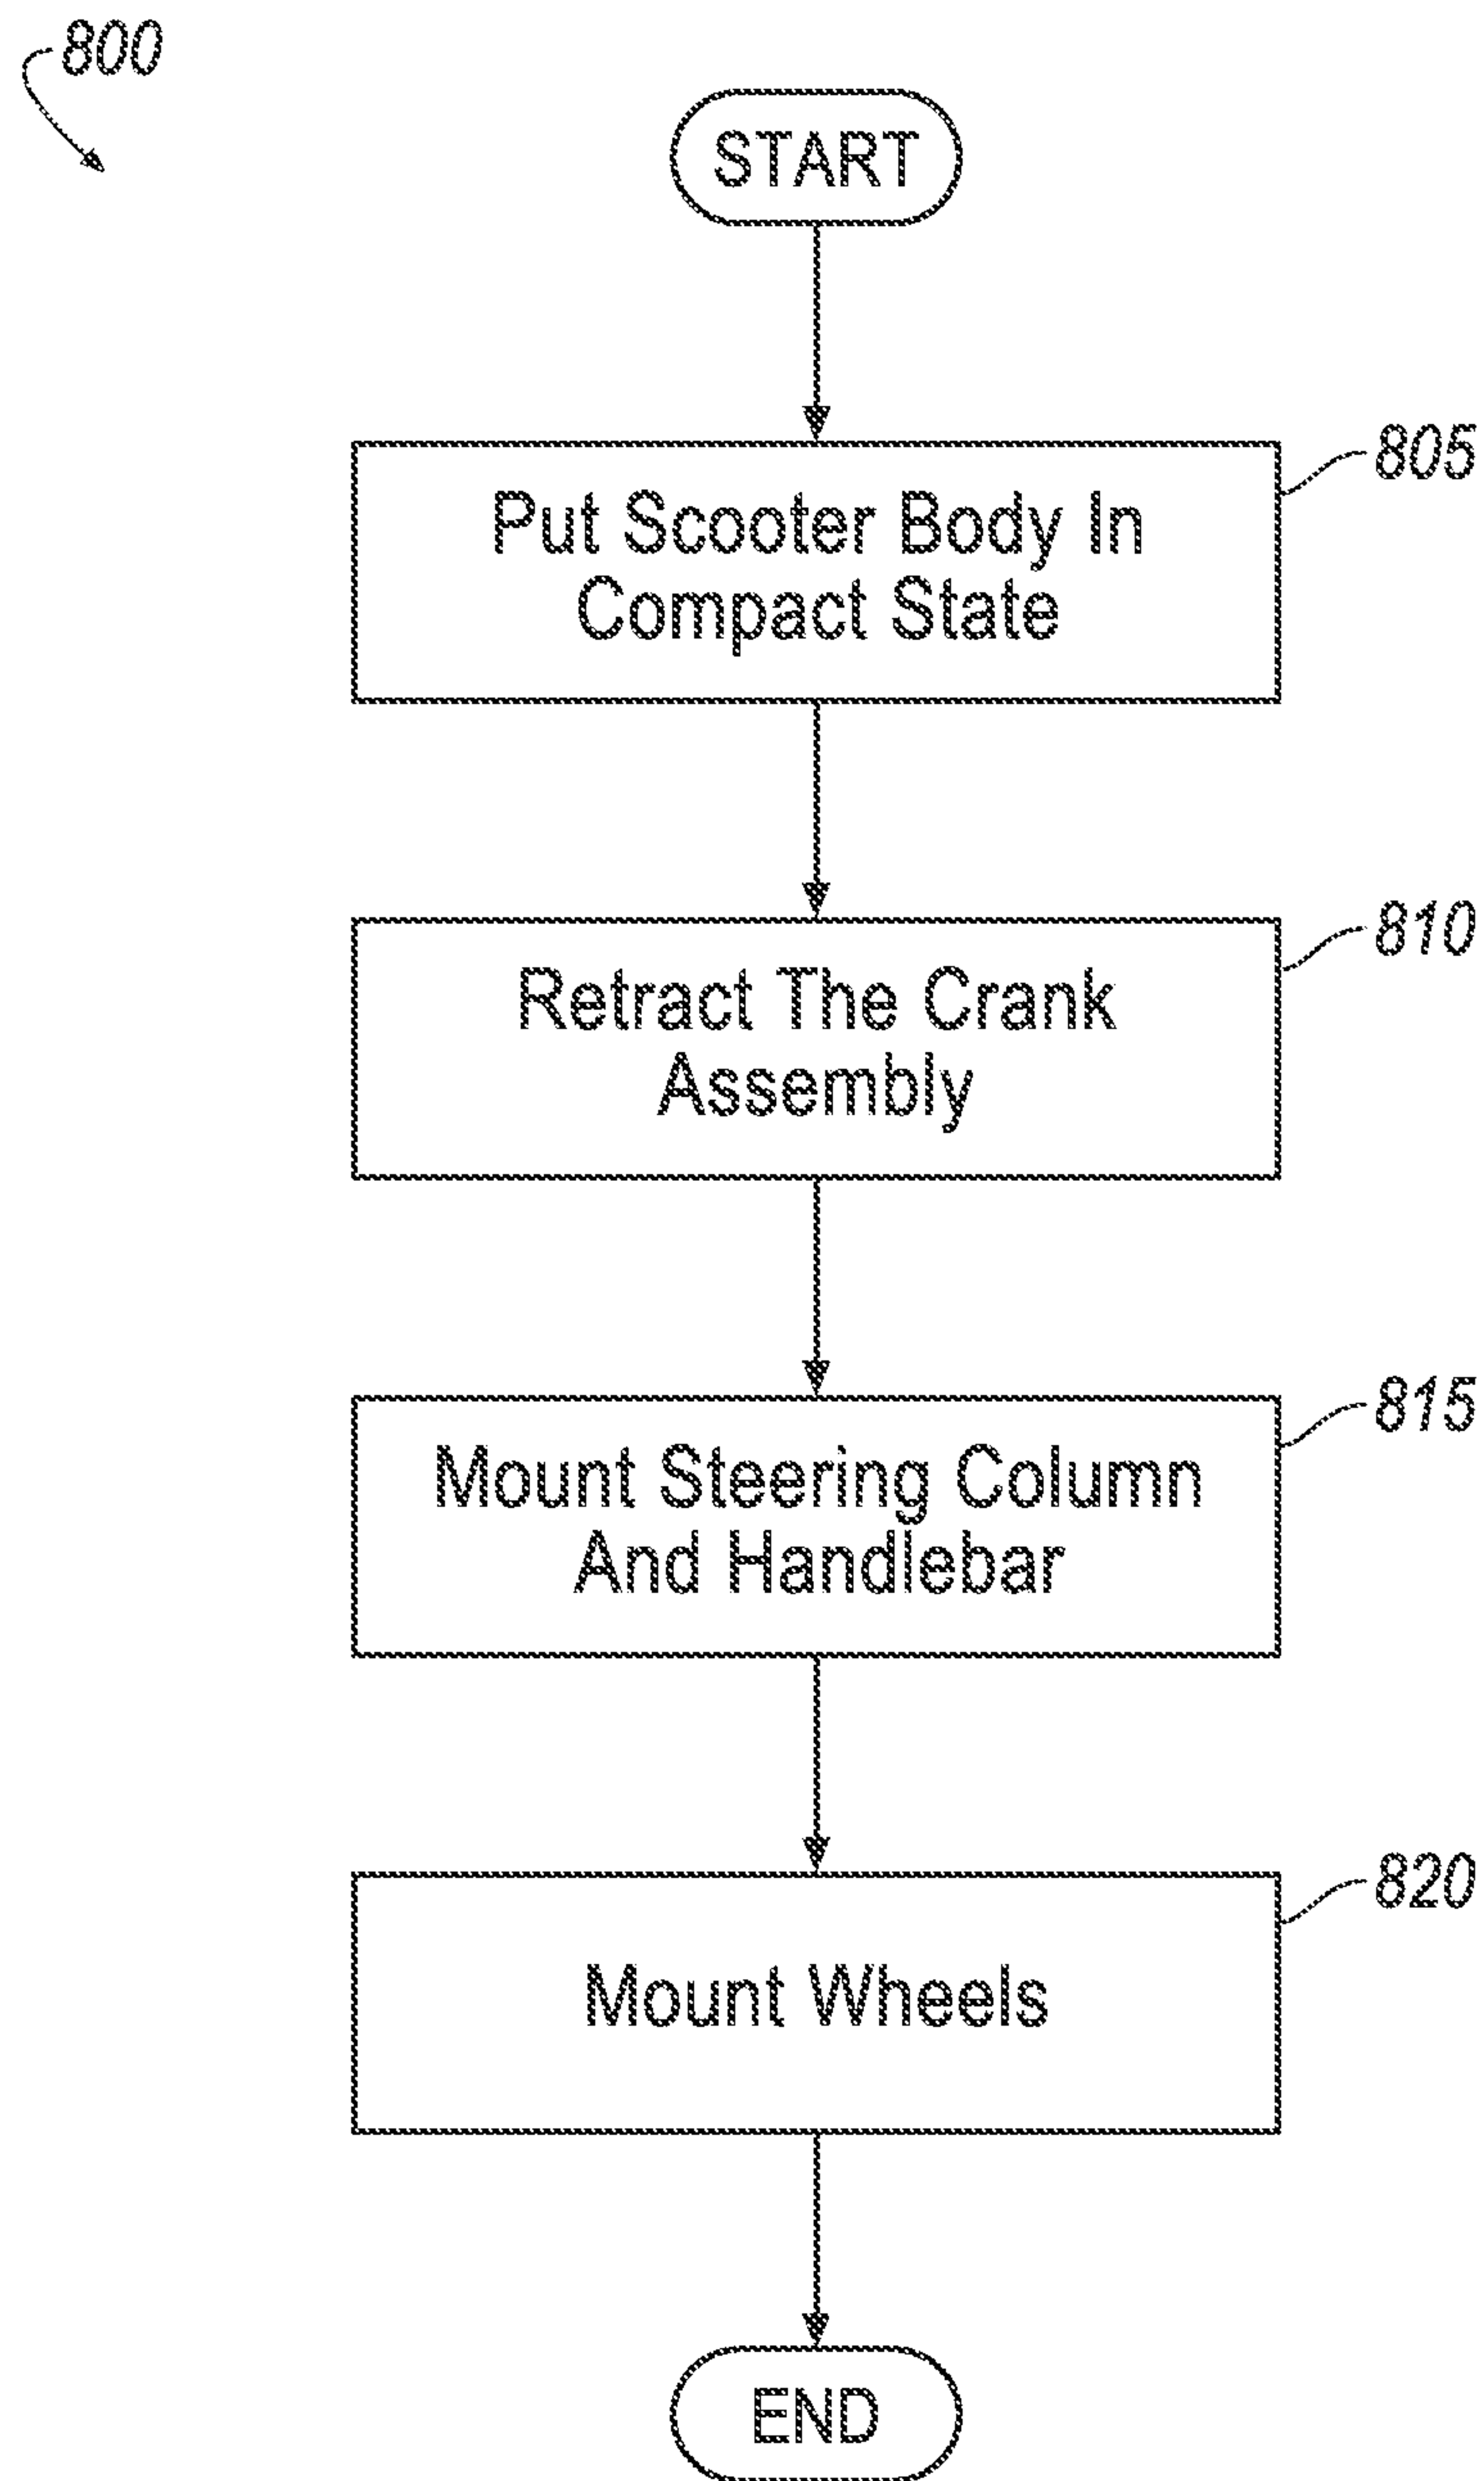 800
START
805
Put Scooter Body In
Compact State
810
Retract The Crank
Assembly
815
Mount Steering Column
And Handlebar
820
Mount Wheels
END